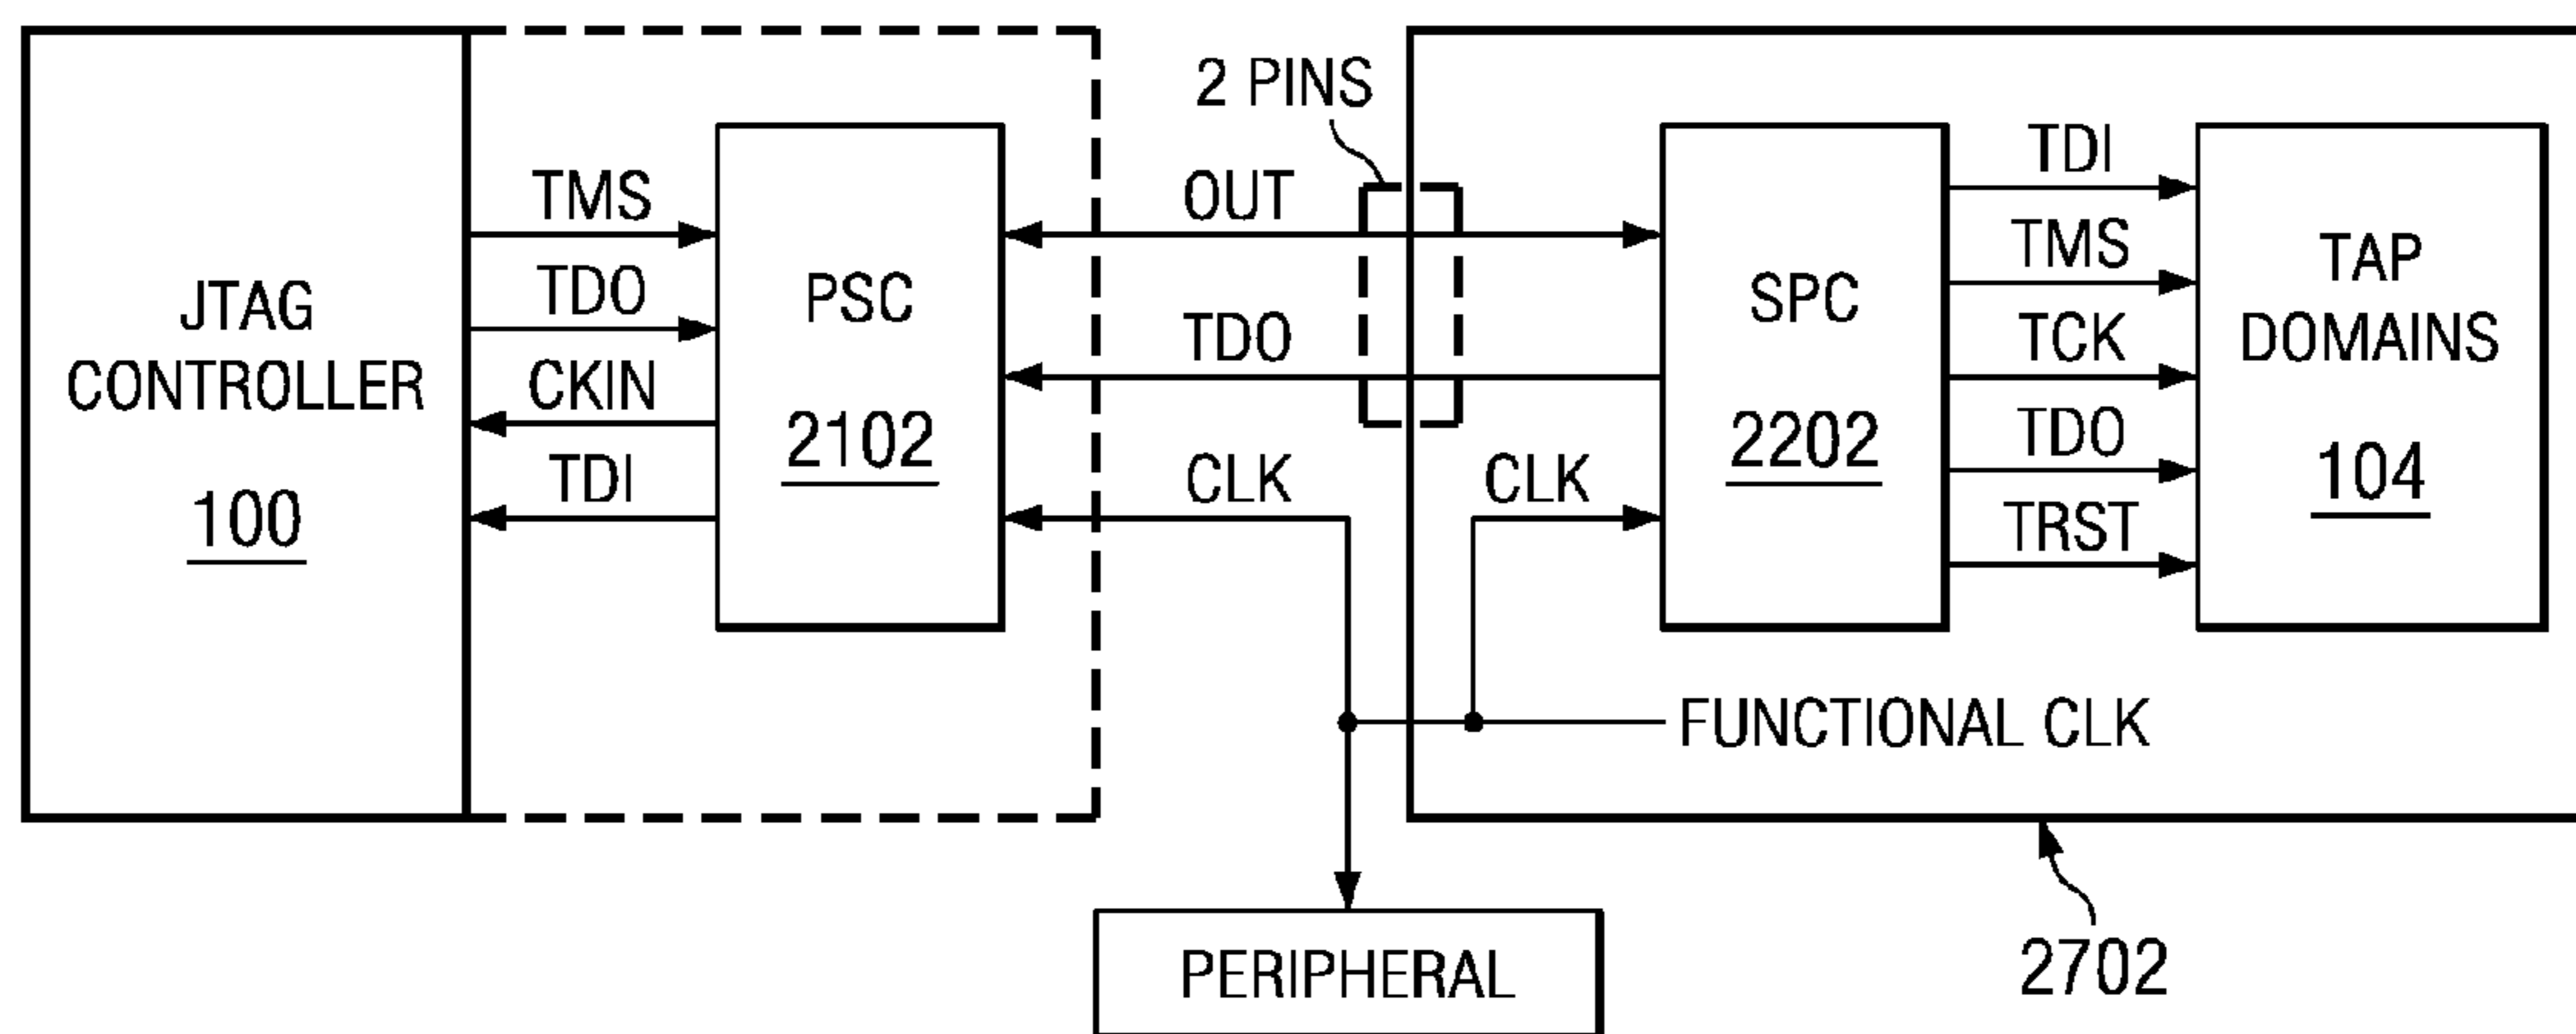 JTAG
CONTROLLER
100
TMS
TDO
CKIN
TDI
PSC
2102
OUT
TDO
CLK
2 PINS
CLK
SPC
2202
TDI
TMS
TCK
TDO
TRST
TAP
DOMAINS
104
FUNCTIONAL CLK
PERIPHERAL
2702